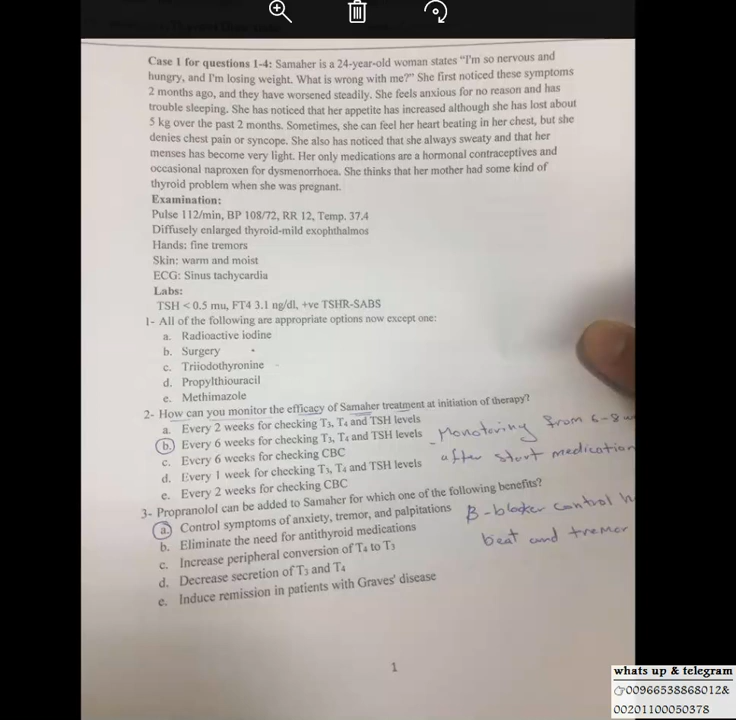 Case 1 for questions 1-4: Samaher is a 24-year-old woman states "I'm so nervous and
hungry, and I'm losing weight. What is wrong with me?" She first noticed these symptoms
2 months ago, and they have worsened steadily. She feels anxious for no reason and has
trouble sleeping. She has noticed that her appetite has increased although she has lost about
5 kg over the past 2 months. Sometimes, she can feel her heart beating in her chest, but she
denies chest pain or syncope. She also has noticed that she always sweaty and that her
menses has become very light. Her only medications are a hormonal contraceptives and
occasional naproxen for dysmenorrhoea. She thinks that her mother had some kind of
thyroid problem when she was pregnant.
Examination:
Pulse 112/min, BP 108/72, RR 12, Temp. 37.4
Diffusely enlarged thyroid-mild exophthalmos
Hands: fine tremors
Skin: warm and moist
ECG: Sinus tachycardia
Labs:
TSH < 0.5 mu, FT4 3.1 ng/dl, +ve TSHR-SABS
1- All of the following are appropriate options now except one:
a. Radioactive iodine
b. Surgery
c. Triiodothyronine
d. Propylthiouracil
e. Methimazole
2- How can you monitor the efficacy of Samaher treatment at initiation of therapy?
a. Every 2 weeks for checking T3, T4 and TSH levels
b. Every 6 weeks for checking T3, T4 and TSH levels - Monotoring from 6-8 w
c. Every 6 weeks for checking CBC after start medication
d. Every 1 week for checking T3, T4 and TSH levels
e. Every 2 weeks for checking CBC
3- Propranolol can be added to Samaher for which one of the following benefits?
a. Control symptoms of anxiety, tremor, and palpitations B-bloker control
b. Eliminate the need for antithyroid medications beat and tremor
c. Increase peripheral conversion of T4 to T3
d. Decrease secretion of T3 and T4
e. Induce remission in patients with Graves' disease
1
whats up & telegram
00966538868012&
00201100050378